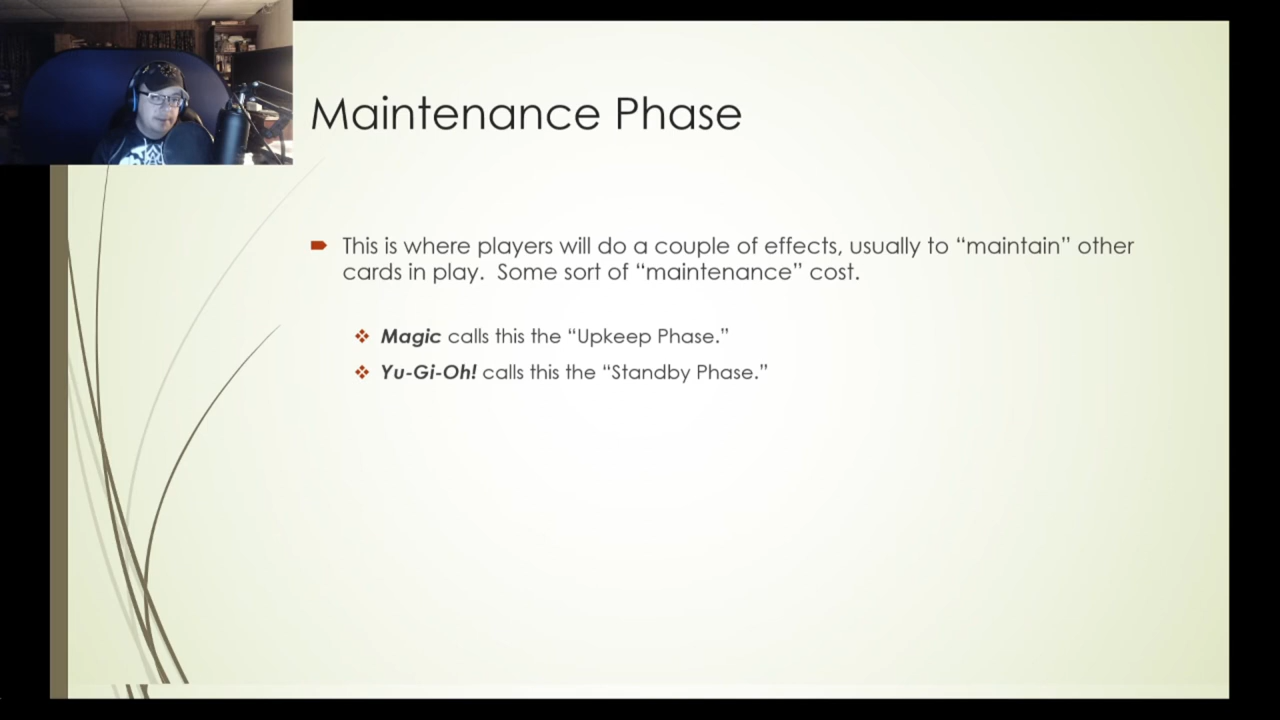 Maintenance Phase
This is where players will do a couple of effects, usually to “maintain” other
cards in play.  Some sort of “maintenance” cost.
Magic calls this the “Upkeep Phase.”
Yu-Gi-Oh! calls this the “Standby Phase.”